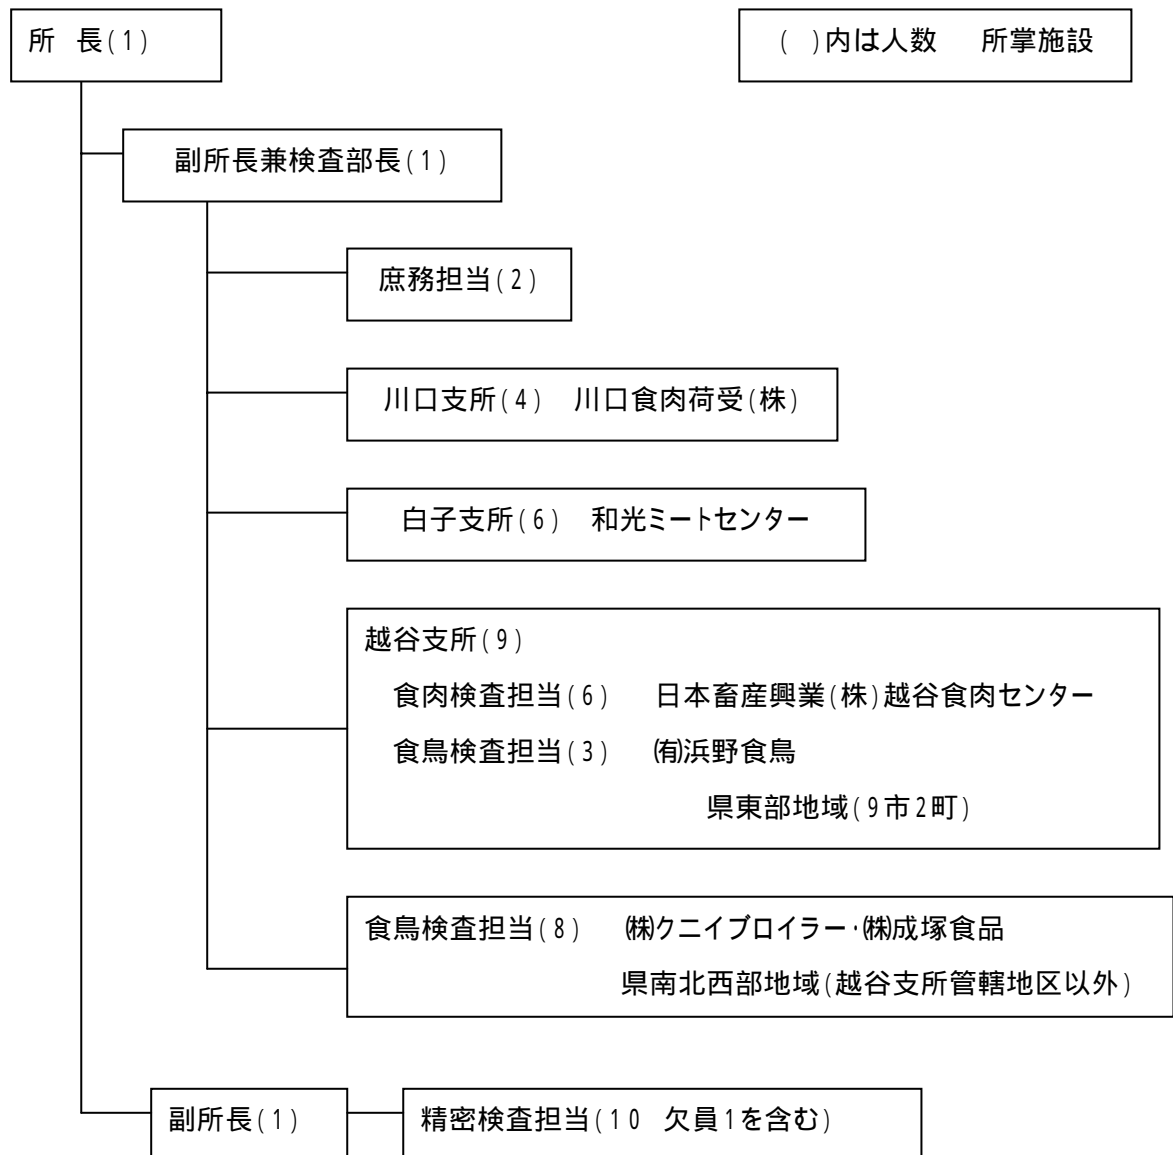 所 長(1)
( )内は人数 所掌施設
副所長兼検査部長(1)
庶務担当(2)
川口支所(4) 川口食肉荷受(株)
白子支所(6) 和光ミートセンター
越谷支所(9)
食肉検査担当(6) 日本畜産興業(株)越谷食肉センター
食鳥検査担当(3) ㈲浜野食鳥
県東部地域(9市2町)
食鳥検査担当(8) ㈱クニイブロイラー・㈱成塚食品
県南北西部地域(越谷支所管轄地区以外)
副所長(1)
精密検査担当(10 欠員1を含む)